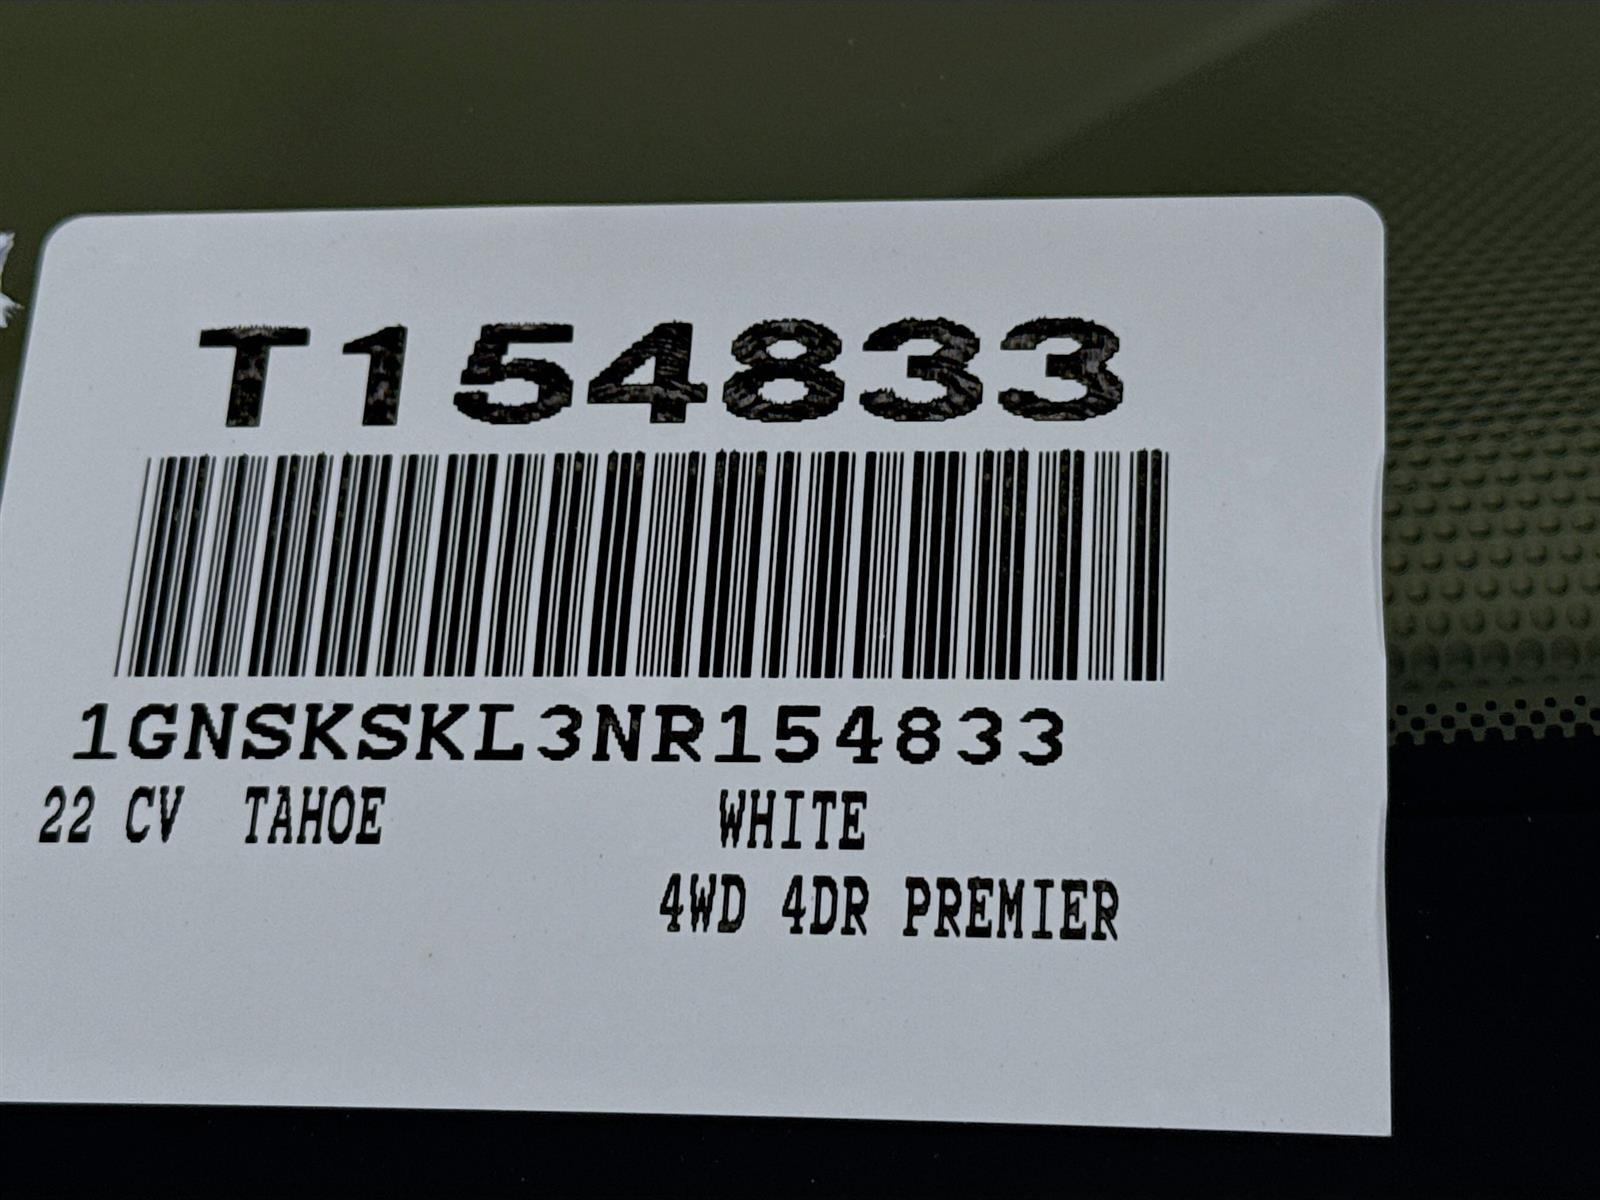 T154833
1GNSKSKL3NR154833
22 CV TAHOE WHITE
4WD 4DR PREMIER